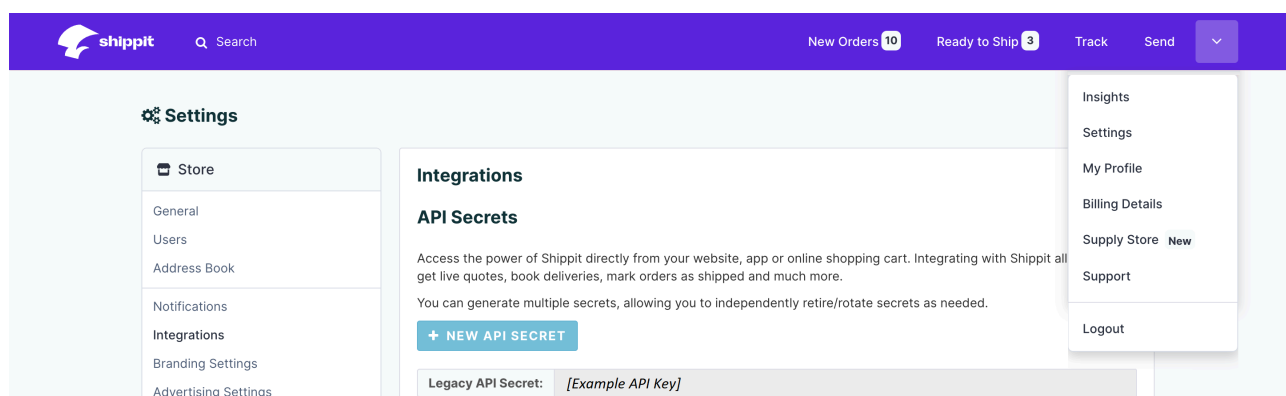 shippit
Search
New Orders 10
Ready to Ship 3
Track
Send
Insights
Settings
My Profile
Billing Details
Supply Store New
Support
Logout
Settings
Store
General
Users
Address Book
Notifications
Integrations
Branding Settings
Advertising Settings
Integrations
API Secrets
Access the power of Shippit directly from your website, app or online shopping cart. Integrating with Shippit all
get live quotes, book deliveries, mark orders as shipped and much more.
You can generate multiple secrets, allowing you to independently retire/rotate secrets as needed.
+ NEW API SECRET
Legacy API Secret: [Example API Key]